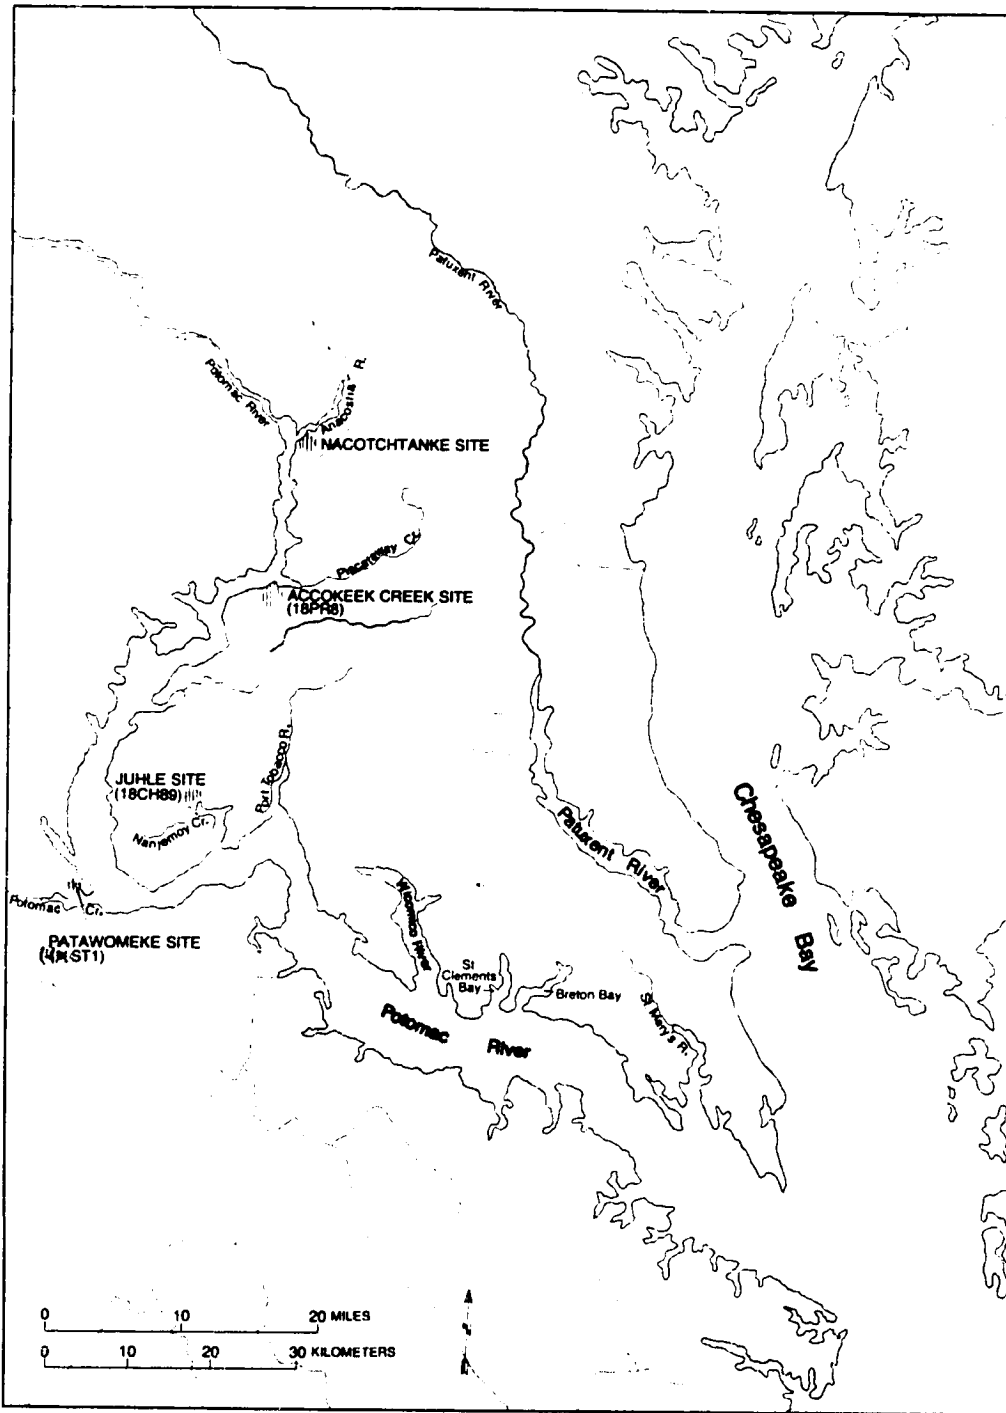 Patuxent River
Potomac River
Anacostia R.
NACOTCHTANKE SITE
Piscataway Cr.
ACCOKEEK CREEK SITE
(18PR8)
Port Tobacco R.
JUHLE SITE
(18CH89)
Nanjemoy Cr.
Chesapeake Bay
Patuxent River
Potomac Cr.
Wicomico River
PATAWOMEKE SITE
ST1)
St
Clements
Bay
Breton Bay
St Mary's R.
Potomac River
0 10 20 MILES
0 10 20 30 KILOMETERS